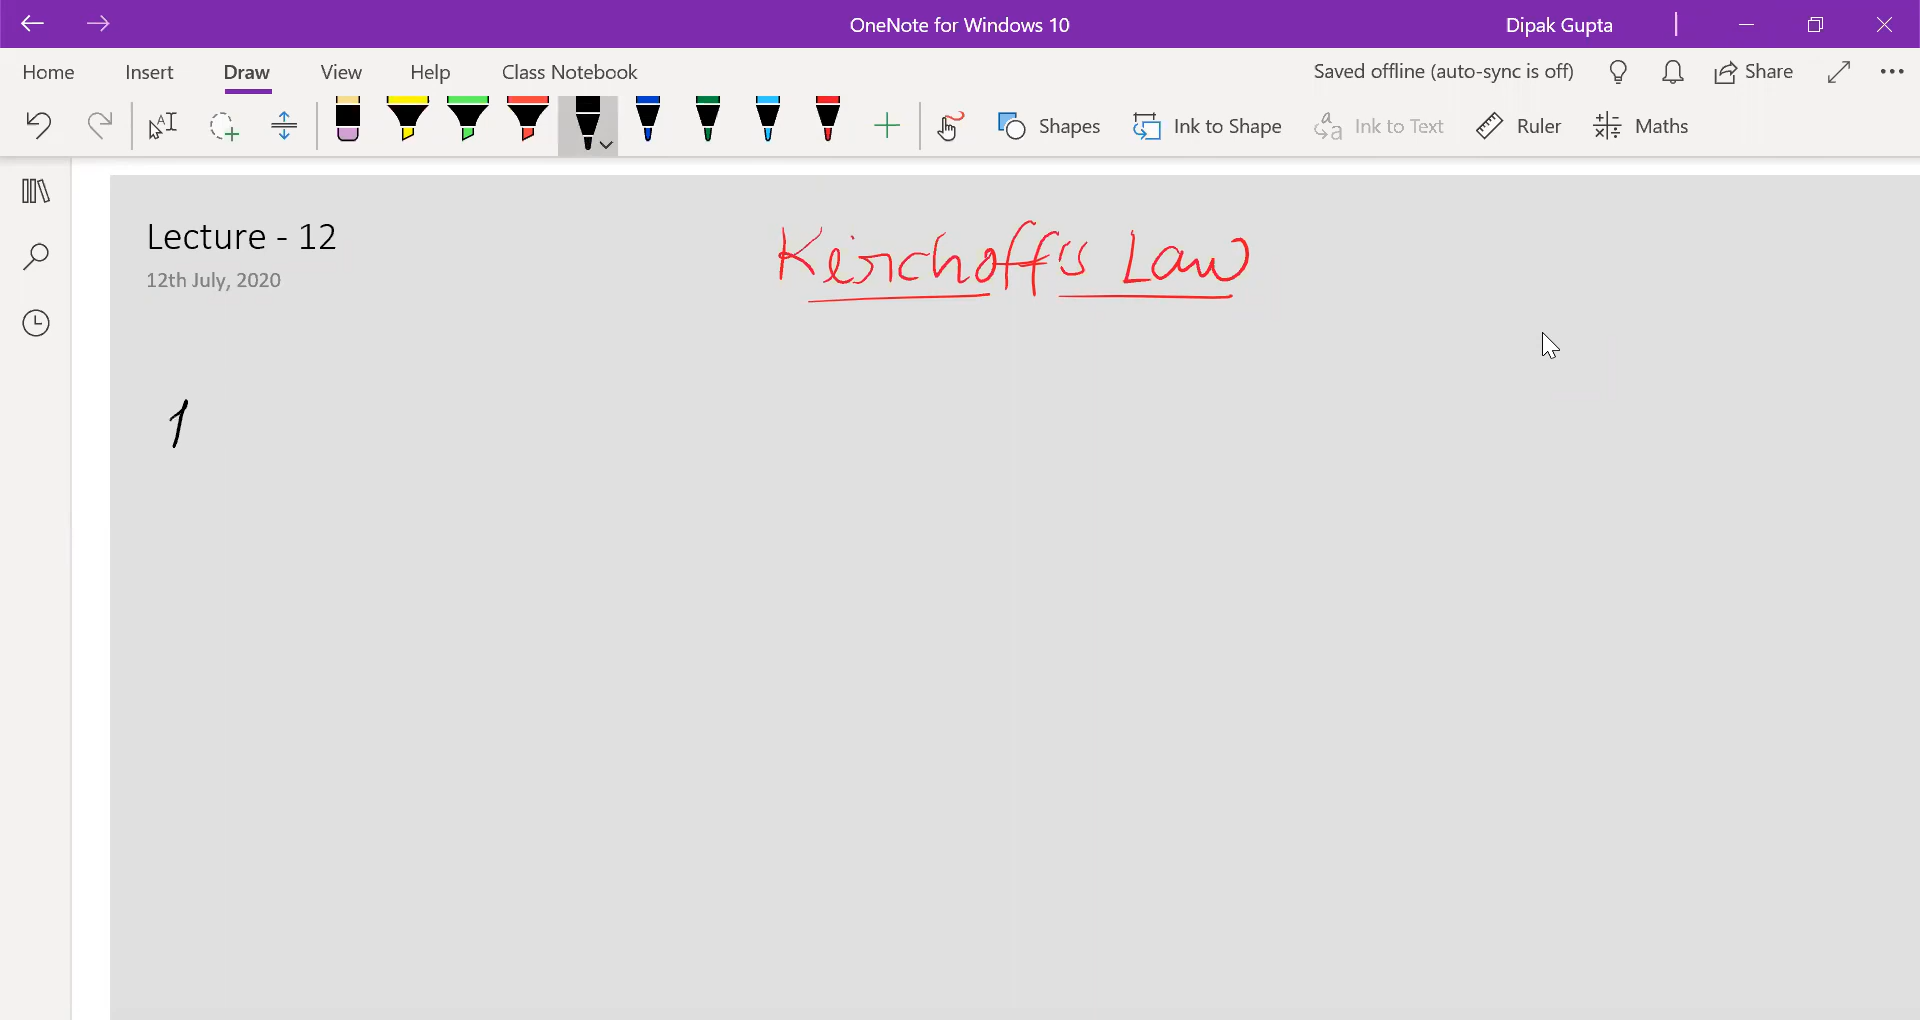 OneNote for Windows 10
Dipak Gupta
Home Insert Draw View Help Class Notebook
Saved offline (auto-sync is off) Share
Shapes Ink to Shape Ink to Text Ruler Maths
Lecture - 12
12th July, 2020
Keirchoff's Law
1